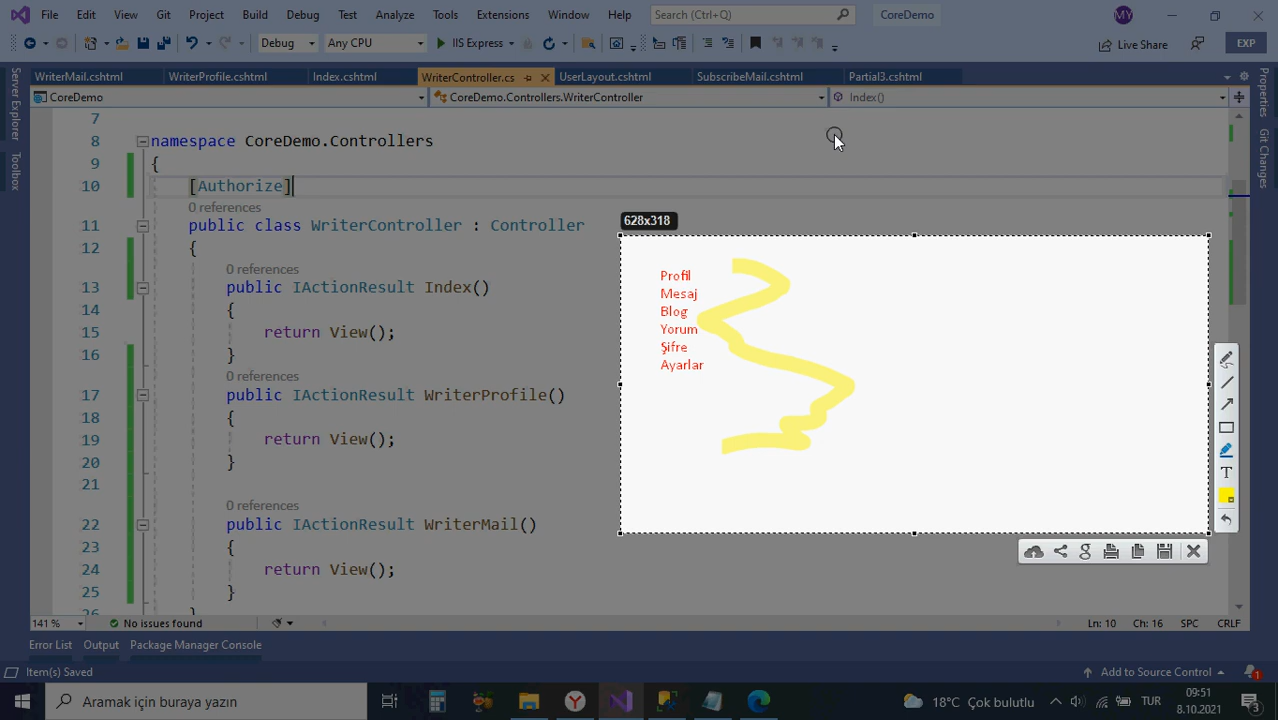 File Edit View Git Project Build Debug Test Analyze Tools Extensions Window Help Search (Ctrl+Q) CoreDemo MY
Debug Any CPU IIS Express Live Share EXP
WriterMail.cshtml WriterProfile.cshtml Index.cshtml WriterController.cs UserLayout.cshtml SubscribeMail.cshtml Partial3.cshtml
CoreDemo CoreDemo.Controllers.WriterController Index()
Server Explorer
Toolbox
Properties
Git Changes
7
8 namespace CoreDemo.Controllers
9 {
10 [Authorize]
0 references
11 public class WriterController : Controller
12 {
0 references
13 public IActionResult Index()
14 {
15 return View();
16 }
0 references
17 public IActionResult WriterProfile()
18 {
19 return View();
20 }
21
0 references
22 public IActionResult WriterMail()
23 {
24 return View();
25 }
26 }
628x318
Profil
Mesaj
Blog
Yorum
Şifre
Ayarlar
T
g
141 % No issues found Ln: 10 Ch: 16 SPC CRLF
Error List Output Package Manager Console
Item(s) Saved Add to Source Control 1
Aramak için buraya yazın 18°C Çok bulutlu TUR 09:51
8.10.2021 3